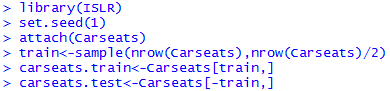 > library(ISLR)
> set.seed(1)
> attach(Carseats)
> train<-sample(nrow(Carseats),nrow(Carseats)/2)
> carseats.train<-Carseats[train,]
> carseats.test<-Carseats[-train,]